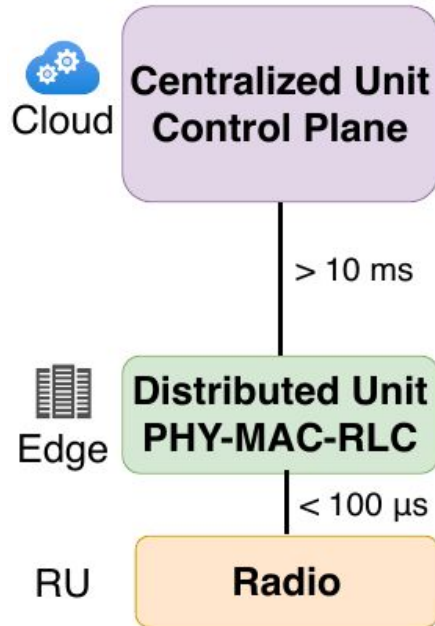 Centralized Unit
Control Plane
Cloud
> 10 ms
Distributed Unit
PHY-MAC-RLC
Edge
< 100 µs
RU
Radio